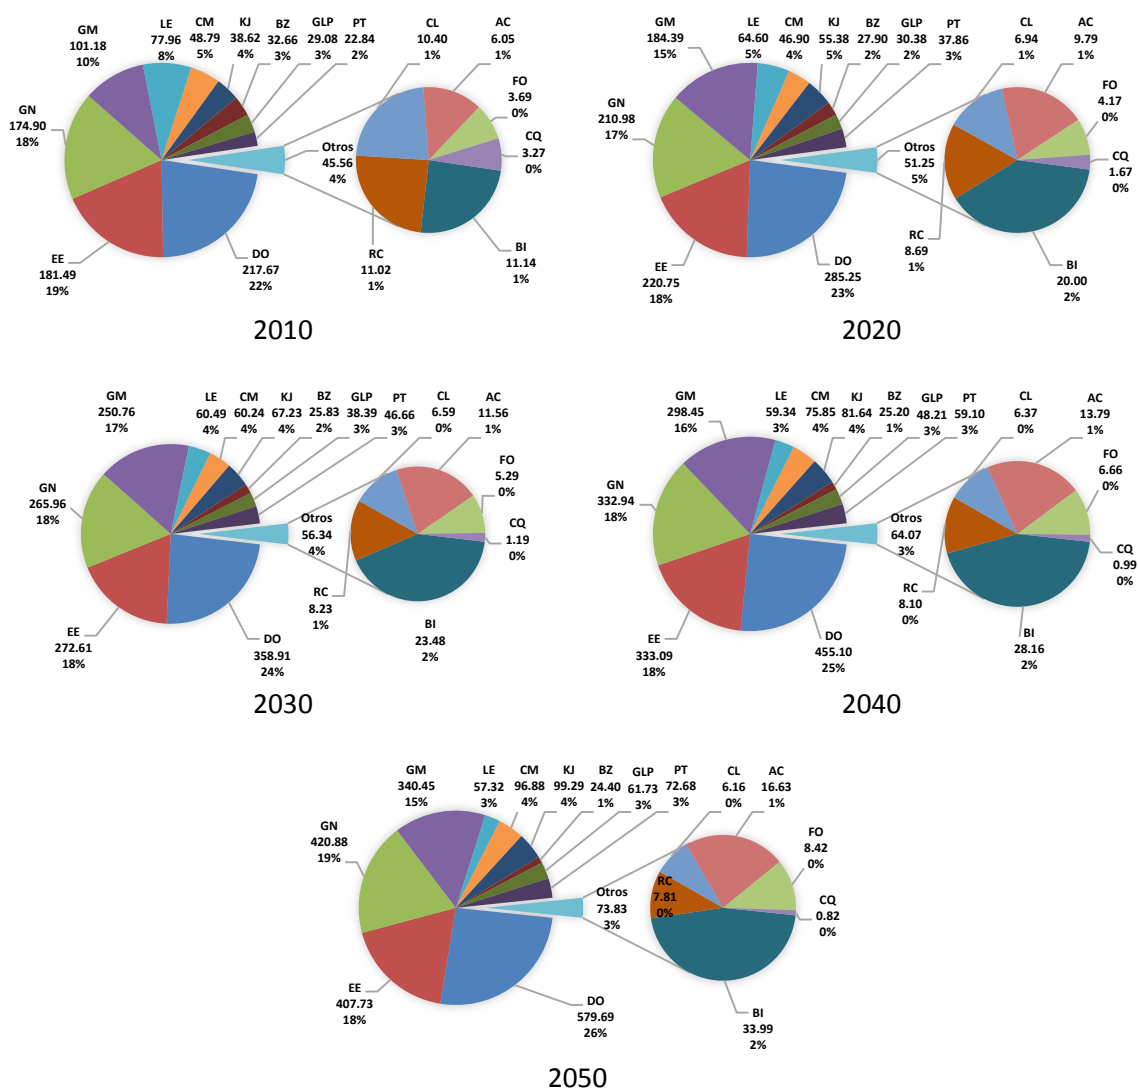 GM
101.18
10%
LE
77.96
8%
CM
48.79
5%
KJ
38.62
4%
BZ
32.66
3%
GLP
29.08
3%
PT
22.84
2%
CL
10.40
1%
AC
6.05
1%
FO
3.69
0%
CQ
3.27
0%
GN
174.90
18%
Otros
45.56
4%
EE
181.49
19%
DO
217.67
22%
RC
11.02
1%
BI
11.14
1%
2010
GM
184.39
15%
LE
64.60
5%
CM
46.90
4%
KJ
55.38
5%
BZ
27.90
2%
GLP
30.38
2%
PT
37.86
3%
CL
6.94
1%
AC
9.79
1%
FO
4.17
0%
CQ
1.67
0%
GN
210.98
17%
Otros
51.25
5%
EE
220.75
18%
DO
285.25
23%
RC
8.69
1%
BI
20.00
2%
2020
GM
250.76
17%
LE
60.49
4%
CM
60.24
4%
KJ
67.23
4%
BZ
25.83
2%
GLP
38.39
3%
PT
46.66
3%
CL
6.59
0%
AC
11.56
1%
FO
5.29
0%
CQ
1.19
0%
GN
265.96
18%
Otros
56.34
4%
EE
272.61
18%
DO
358.91
24%
RC
8.23
1%
BI
23.48
2%
2030
GM
298.45
16%
LE
59.34
3%
CM
75.85
4%
KJ
81.64
4%
BZ
25.20
1%
GLP
48.21
3%
PT
59.10
3%
CL
6.37
0%
AC
13.79
1%
FO
6.66
0%
CQ
0.99
0%
GN
332.94
18%
Otros
64.07
3%
EE
333.09
18%
DO
455.10
25%
RC
8.10
0%
BI
28.16
2%
2040
GM
340.45
15%
LE
57.32
3%
CM
96.88
4%
KJ
99.29
4%
BZ
24.40
1%
GLP
61.73
3%
PT
72.68
3%
CL
6.16
0%
AC
16.63
1%
FO
8.42
0%
CQ
0.82
0%
GN
420.88
19%
Otros
73.83
3%
RC
7.81
0%
EE
407.73
18%
DO
579.69
26%
BI
33.99
2%
2050